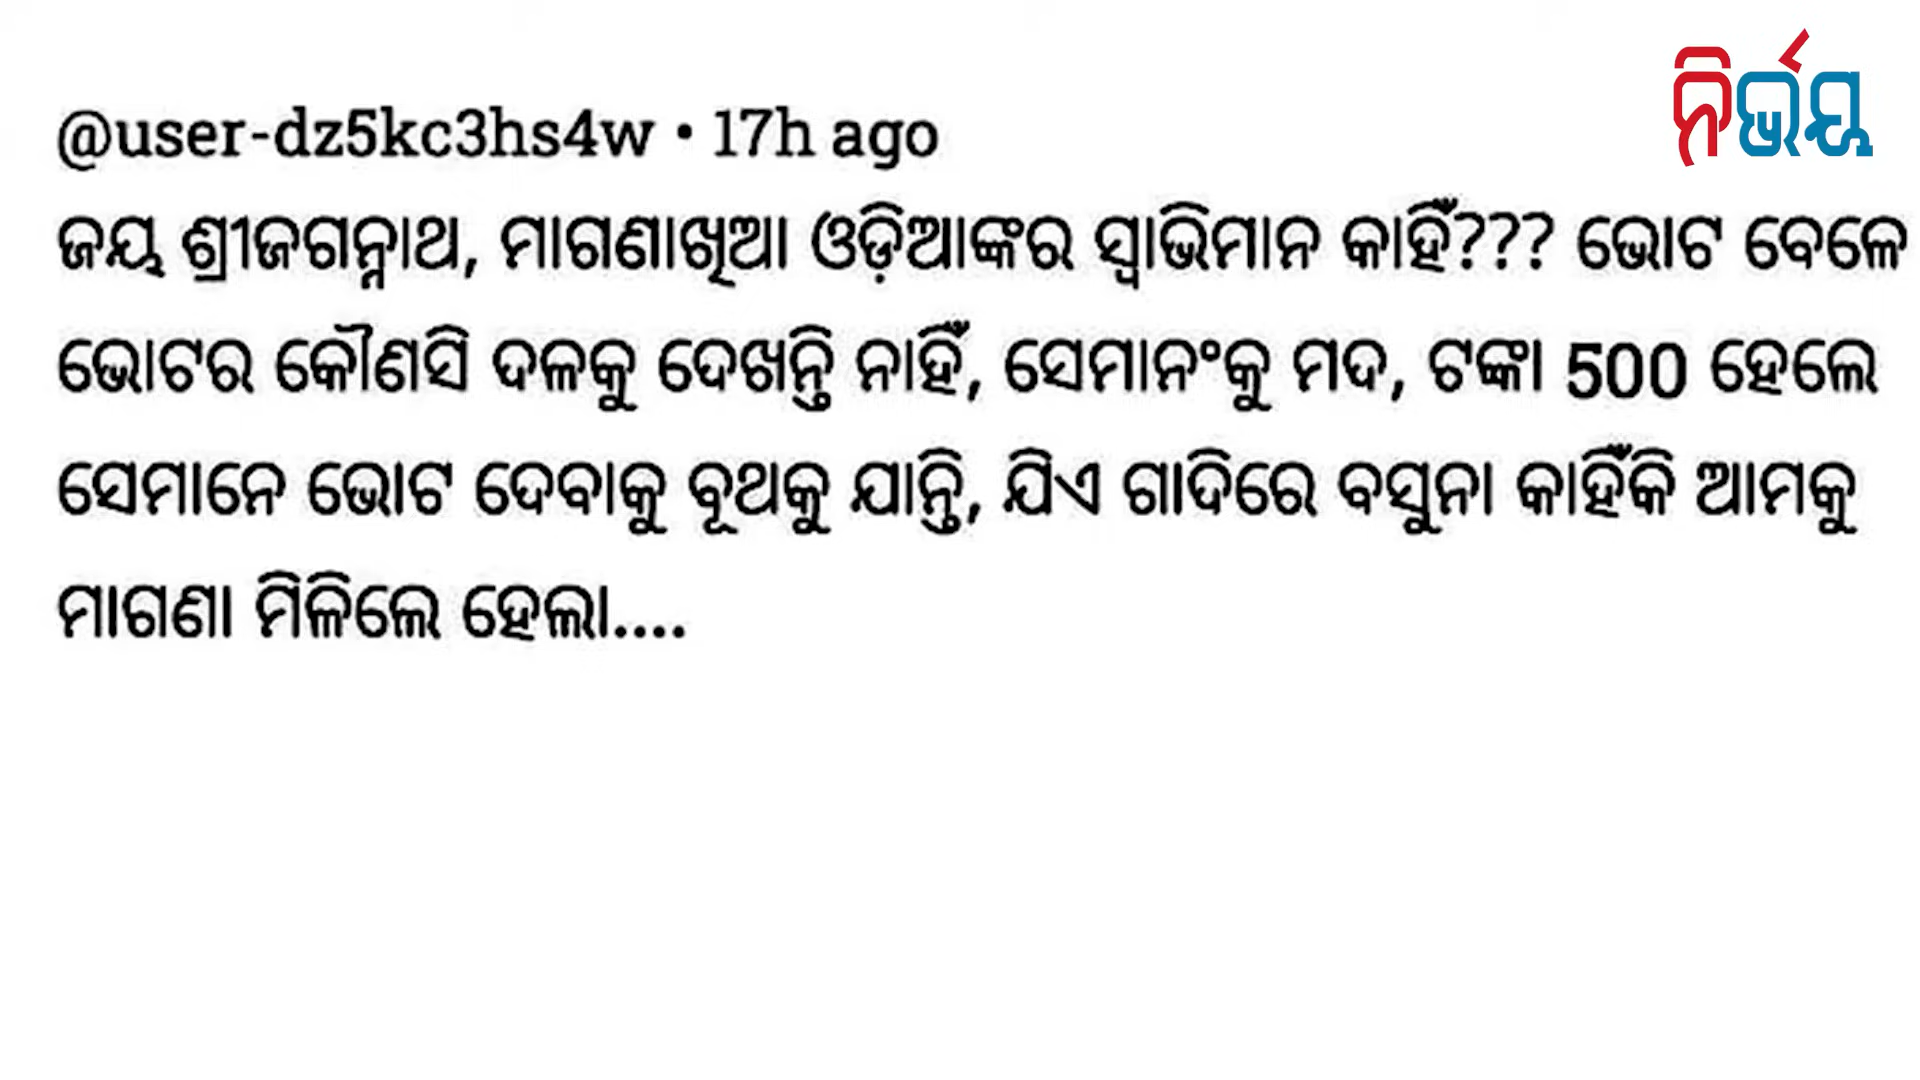 ନିର୍ଭୟ
@user-dz5kc3hs4w • 17h ago
ଜୟ ଶ୍ରୀଜଗନ୍ନାଥ, ମାଗଣାଖିଆ ଓଡ଼ିଆଙ୍କର ସ୍ୱାଭିମାନ କାହିଁ??? ଭୋଟ ବେଳେ
ଭୋଟର କୌଣସି ଦଳକୁ ଦେଖନ୍ତି ନାହିଁ, ସେମାନଂକୁ ମଦ, ଟଙ୍କା 500 ହେଲେ
ସେମାନେ ଭୋଟ ଦେବାକୁ ବୂଥକୁ ଯାନ୍ତି, ଯିଏ ଗାଦିରେ ବସୁନା କାହିଁକି ଆମକୁ
ମାଗଣା ମିଳିଲେ ହେଲା....